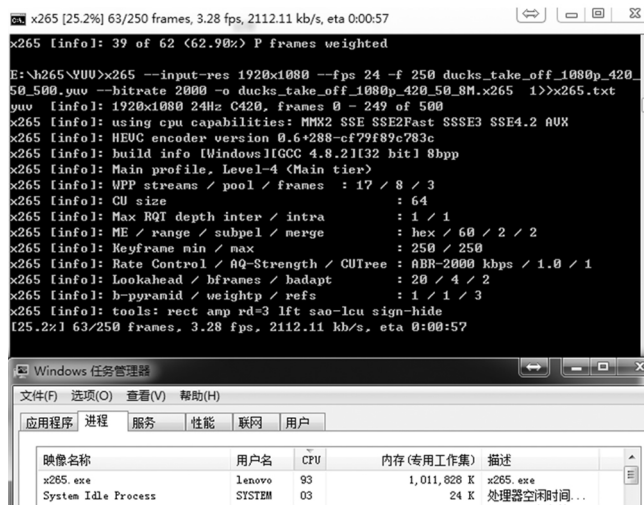 x265 [25.2%] 63/250 frames, 3.28 fps, 2112.11 kb/s, eta 0:00:57
x265 [info]: 39 of 62 (62.90%) P frames weighted
E:\h265\YUV>x265 --input-res 1920x1080 --fps 24 -f 250 ducks_take_off_1080p_420_
50_500.yuv --bitrate 2000 -o ducks_take_off_1080p_420_50_8M.x265 1>>x265.txt
yuv [info]: 1920x1080 24Hz C420, frames 0 - 249 of 500
x265 [info]: using cpu capabilities: MMX2 SSE SSE2Fast SSSE3 SSE4.2 AVX
x265 [info]: HEVC encoder version 0.6+288-cf79f89c783c
x265 [info]: build info [Windows][GCC 4.8.2][32 bit] 8bpp
x265 [info]: Main profile, Level-4 (Main tier)
x265 [info]: WPP streams / pool / frames : 17 / 8 / 3
x265 [info]: CU size : 64
x265 [info]: Max RQT depth inter / intra : 1 / 1
x265 [info]: ME / range / subpel / merge : hex / 60 / 2 / 2
x265 [info]: Keyframe min / max : 250 / 250
x265 [info]: Rate Control / AQ-Strength / CUTree : ABR-2000 kbps / 1.0 / 1
x265 [info]: Lookahead / bframes / badapt : 20 / 4 / 2
x265 [info]: b-pyramid / weightp / refs : 1 / 1 / 3
x265 [info]: tools: rect amp rd=3 lft sao-lcu sign-hide
[25.2%] 63/250 frames, 3.28 fps, 2112.11 kb/s, eta 0:00:57
Windows 任务管理器
文件(F) 选项(O) 查看(V) 帮助(H)
应用程序 进程 服务 性能 联网 用户
映像名称 用户名 CPU 内存(专用工作集) 描述
x265.exe lenovo 93 1,011,828 K x265.exe
System Idle Process SYSTEM 03 24 K 处理器空闲时间...